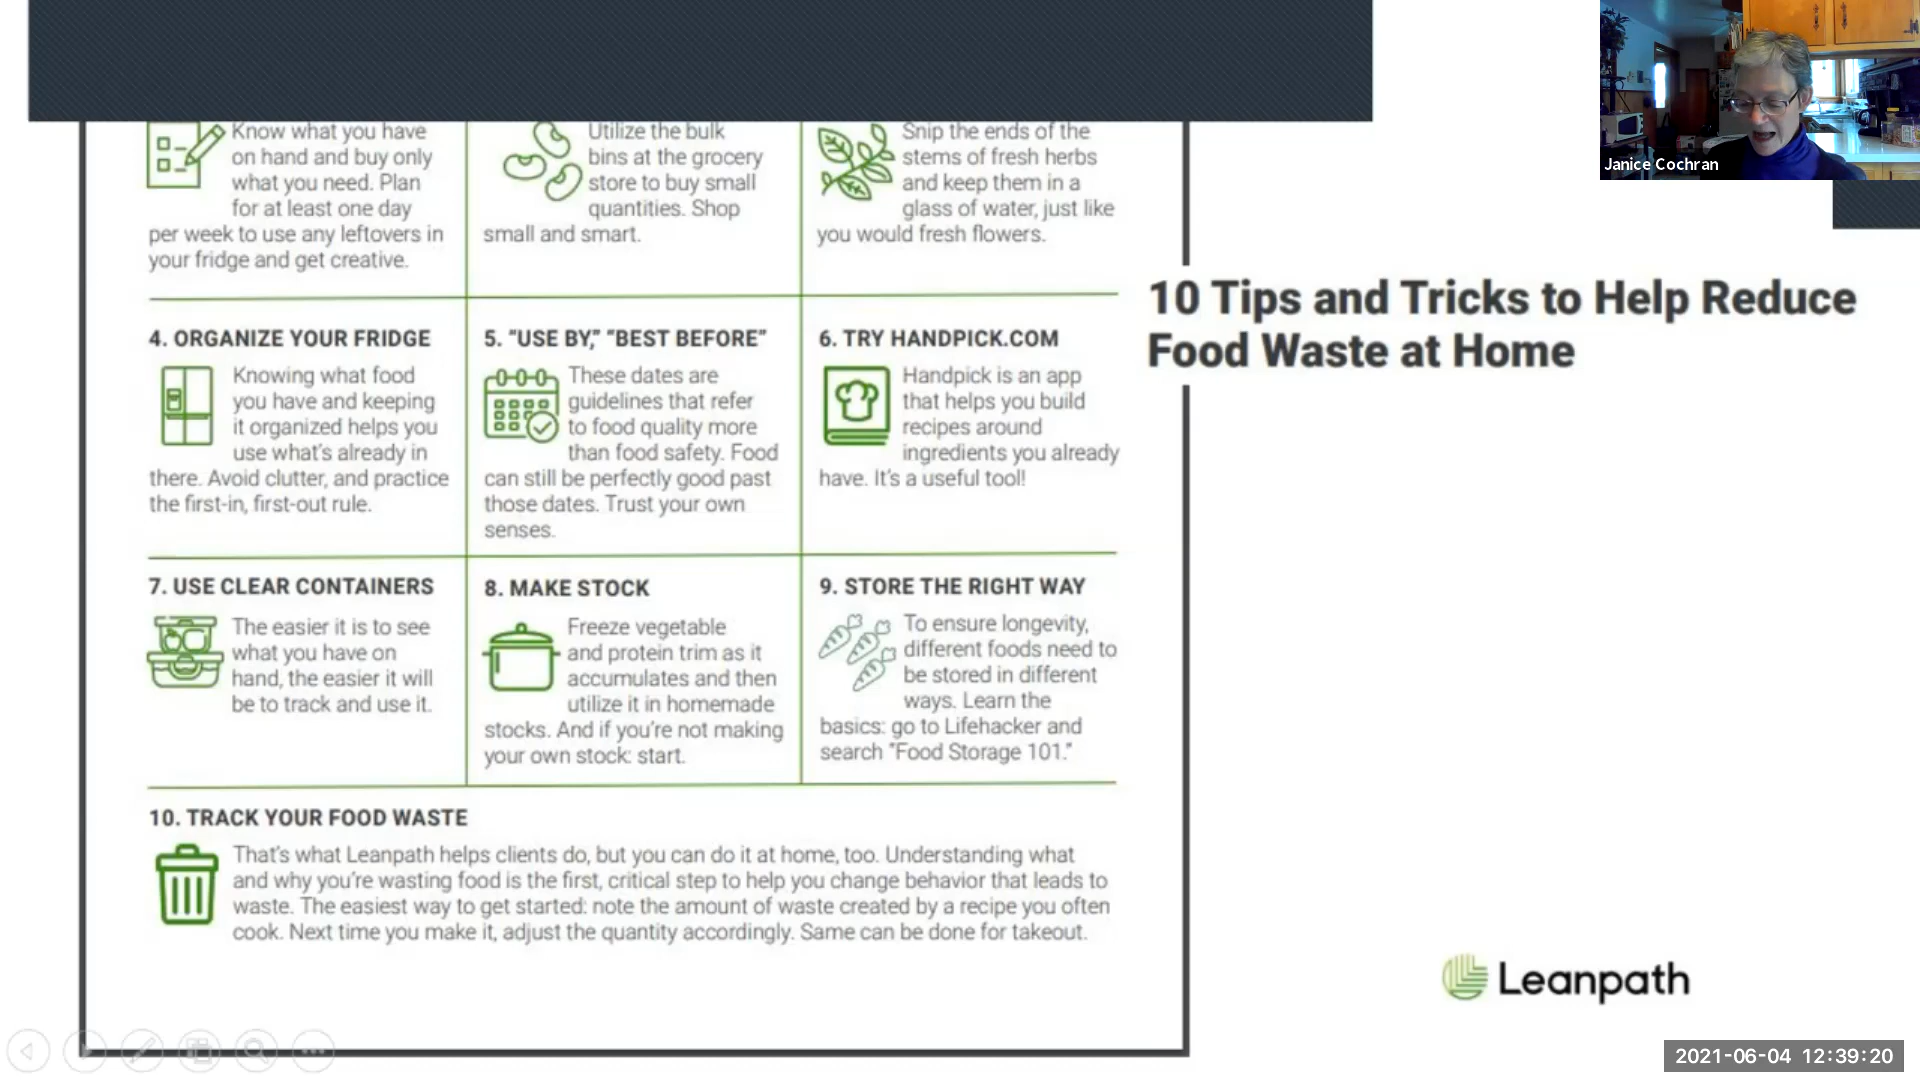 Janice Cochran
Know what you have
on hand and buy only
what you need. Plan
for at least one day
per week to use any leftovers in
your fridge and get creative.
Utilize the bulk
bins at the grocery
store to buy small
quantities. Shop
small and smart.
Snip the ends of the
stems of fresh herbs
and keep them in a
glass of water, just like
you would fresh flowers.
10 Tips and Tricks to Help Reduce
Food Waste at Home
4. ORGANIZE YOUR FRIDGE
Knowing what food
you have and keeping
it organized helps you
use what's already in
there. Avoid clutter, and practice
the first-in, first-out rule.
5. “USE BY,” “BEST BEFORE”
These dates are
guidelines that refer
to food quality more
than food safety. Food
can still be perfectly good past
those dates. Trust your own
senses.
6. TRY HANDPICK.COM
Handpick is an app
that helps you build
recipes around
ingredients you already
have. It's a useful tool!
7. USE CLEAR CONTAINERS
The easier it is to see
what you have on
hand, the easier it will
be to track and use it.
8. MAKE STOCK
Freeze vegetable
and protein trim as it
accumulates and then
utilize it in homemade
stocks. And if you're not making
your own stock: start.
9. STORE THE RIGHT WAY
To ensure longevity,
different foods need to
be stored in different
ways. Learn the
basics: go to Lifehacker and
search “Food Storage 101.”
10. TRACK YOUR FOOD WASTE
That's what Leanpath helps clients do, but you can do it at home, too. Understanding what
and why you're wasting food is the first, critical step to help you change behavior that leads to
waste. The easiest way to get started: note the amount of waste created by a recipe you often
cook. Next time you make it, adjust the quantity accordingly. Same can be done for takeout.
Leanpath
2021-06-04 12:39:20